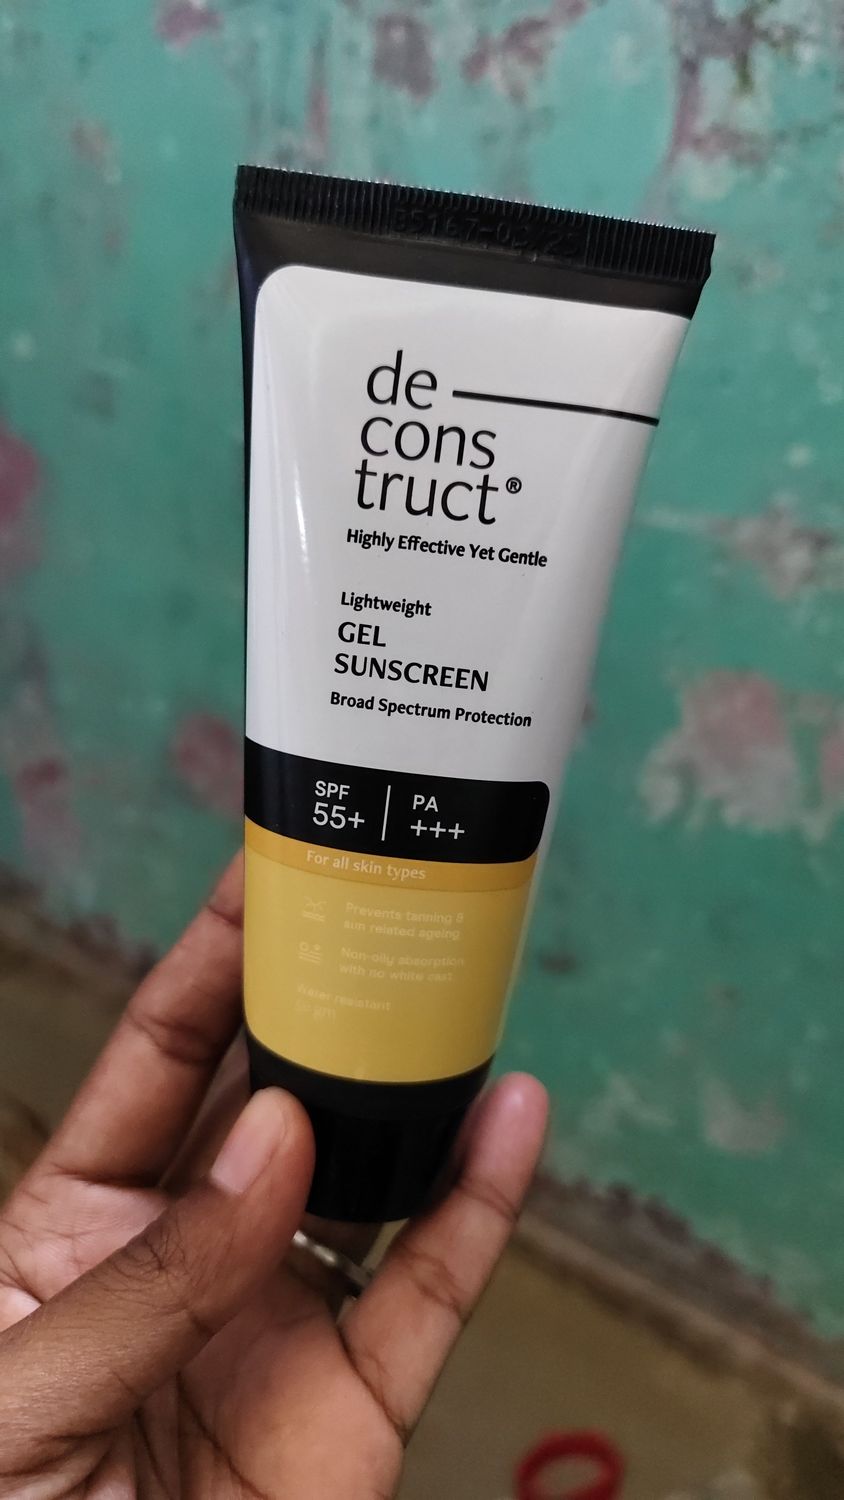 de
cons
truct®
Highly Effective Yet Gentle
Lightweight
GEL
SUNSCREEN
Broad Spectrum Protection
SPF
55+
PA
+++
For all skin types
Prevents tanning &
sun related ageing
Non-oily absorption
with no white cast
Water resistant